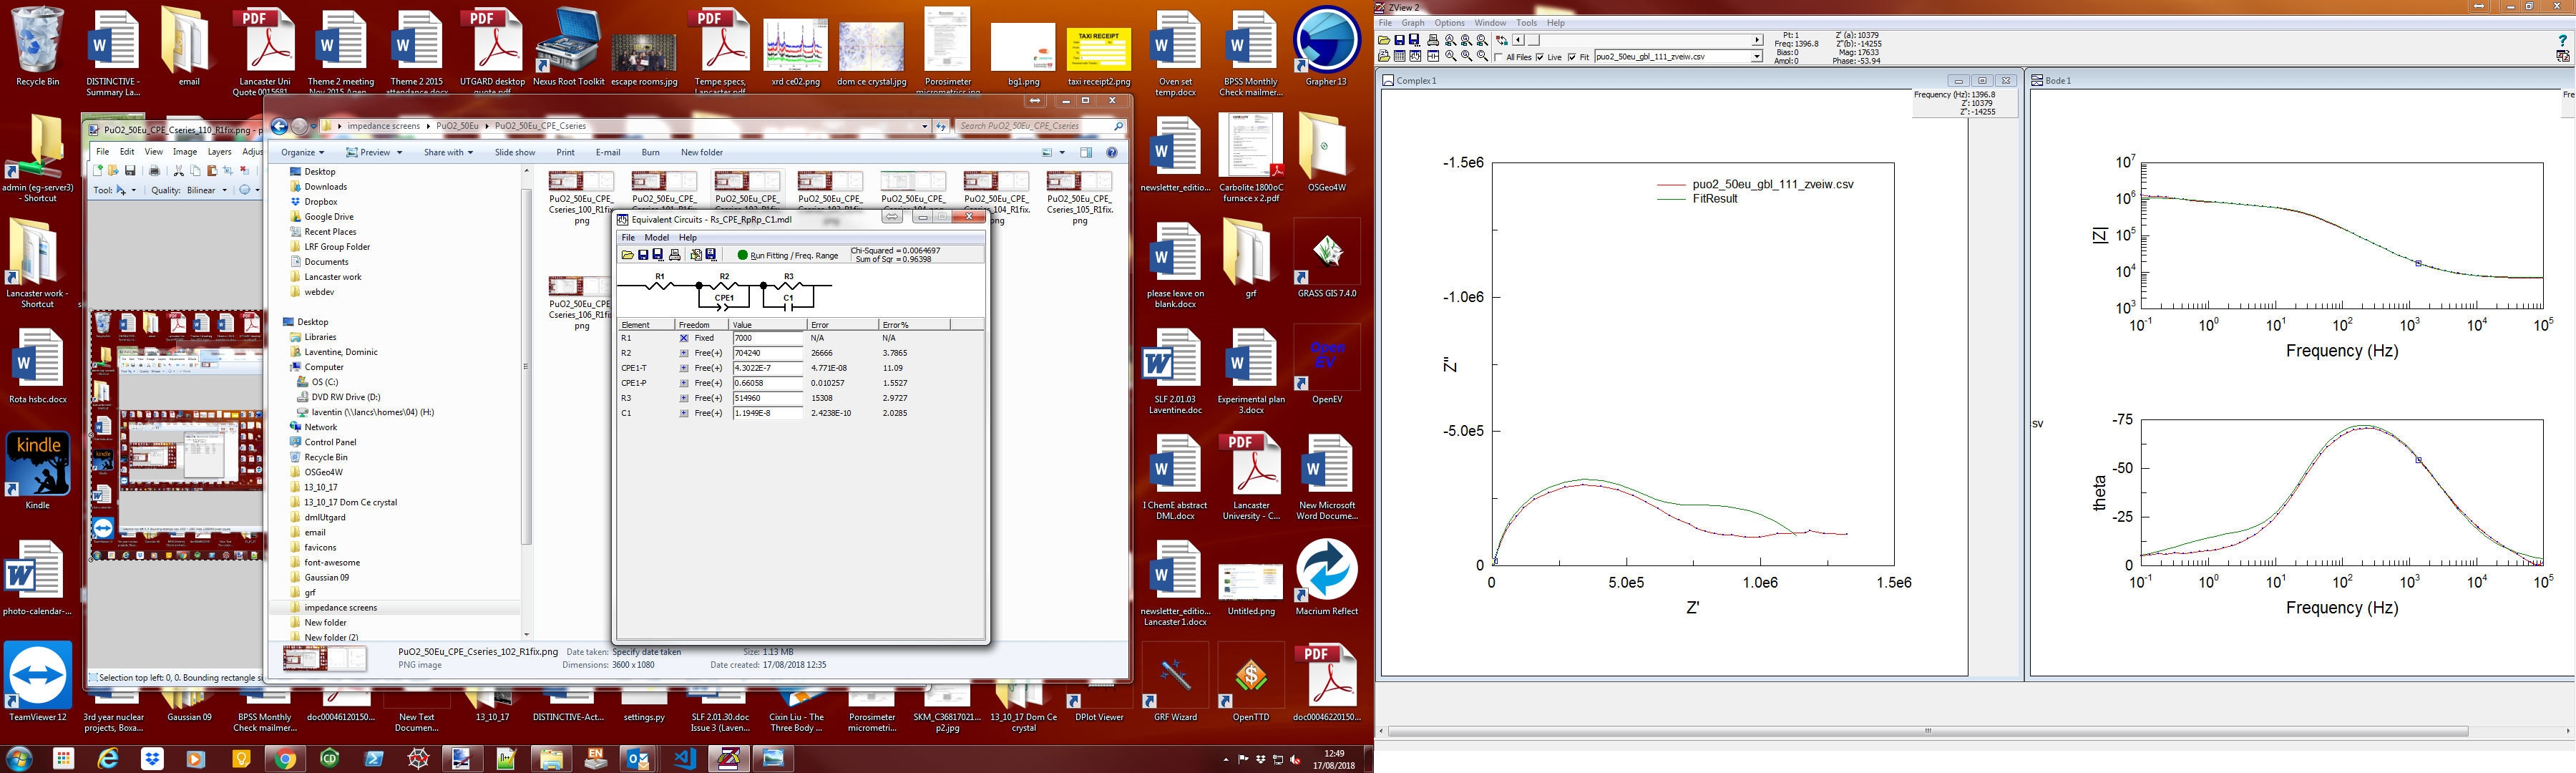 Recycle Bin
DISTINCTIVE - Summary La...
email
Lancaster Uni Quote 0015681...
Theme 2 meeting
Theme 2 2015
UTGARD desktop
Nexus Root Toolkit
escape rooms.jpg
Tempe specs,
xrd ce02.png
dom ce crystal.jpg
Porosimeter
bg1.png
taxi receipt2.png
TAXI RECEIPT
Oven set temp.docx
BPSS Monthly Check mailmer...
Grapher 13
admin (eg-server3) - Shortcut
Lancaster work - Shortcut
Rota hsbc.docx
kindle
Kindle
photo-calendar-...
TeamViewer 12
PuO2_50Eu_CPE_Cseries_110_R1fix.png - p
File Edit View Image Layers Adjus
Tool: Quality: Bilinear
Selection top left: 0, 0. Bounding rectangle si
impedance screens PuO2_50Eu PuO2_50Eu_CPE_Cseries
Search PuO2_50Eu_CPE_Cseries
Organize Preview Share with Slide show Print E-mail Burn New folder
Desktop
Downloads
Dropbox
Google Drive
Recent Places
LRF Group Folder
Documents
Lancaster work
webdev
Desktop
Libraries
Laventine, Dominic
Computer
OS (C:)
DVD RW Drive (D:)
laventin (\\lancs\homes\04) (H:)
Network
Control Panel
Recycle Bin
OSGeo4W
13_10_17
13_10_17 Dom Ce crystal
dmlUtgard
email
favicons
font-awesome
Gaussian 09
grf
impedance screens
New folder
New folder (2)
PuO2_50Eu_CPE_
PuO2_50Eu_CPE_
PuO2_50Eu_CPE_
PuO2_50Eu_CPE_
PuO2_50Eu_CPE_
PuO2_50Eu_CPE_
Cseries_104_R1fix.
png
PuO2_50Eu_CPE_
Cseries_105_R1fix.
png
PuO2_50Eu_CPE_
Cseries_106_R1fix.
png
PuO2_50Eu_CPE_Cseries_102_R1fix.png Date taken: Specify date taken Size: 1.13 MB
PNG image Dimensions: 3600 x 1080 Date created: 17/08/2018 12:35
Equivalent Circuits - Rs_CPE_RpRp_C1.mdl
File Model Help
Run Fitting / Freq. Range
Chi-Squared = 0.0064697
Sum of Sqr = 0.96398
R1 R2 R3
CPE1 C1
Element Freedom Value Error Error%
R1 Fixed 7000 N/A N/A
R2 Free(+) 704240 26666 3.7865
CPE1-T Free(+) 4.3022E-7 4.771E-08 11.09
CPE1-P Free(+) 0.66058 0.010257 1.5527
R3 Free(+) 514960 15308 2.9727
C1 Free(+) 1.1949E-8 2.4238E-10 2.0285
newsletter_editio...
Carbolite 1800oC furnace x 2.pdf
OSGeo4W
please leave on blank.docx
grf
GRASS GIS 7.4.0
SLF 2.01.03 Laventine.doc
Experimental plan 3.docx
Open EV
OpenEV
I ChemE abstract DML.docx
Lancaster University - C...
New Microsoft Word Docume...
newsletter_editio... Lancaster 1.docx
Untitled.png
Macrium Reflect
3rd year nuclear projects, Boxa...
Gaussian 09
BPSS Monthly Check mailmer...
doc00046120150...
New Text Documen...
13_10_17
DISTINCTIVE-Act...
settings.py
SLF 2.01.30.doc Issue 3 (Laven...
Cixin Liu - The Three Body ...
Porosimeter micrometri...
SKM_C36817021... p2.jpg
13_10_17 Dom Ce crystal
DPlot Viewer
GRF Wizard
OpenTTD
doc00046220150...
12:49
17/08/2018
ZView 2
File Graph Options Window Tools Help
All Files Live Fit puo2_50eu_gbl_111_zveiw.csv
Pt: 1
Freq: 1396.8
Bias: 0
Ampl: 0
Z' (a): 10379
Z''(b): -14255
Mag: 17633
Phase: -53.94
Complex 1
Frequency (Hz): 1396.8
Z': 10379
Z'': -14255
puo2_50eu_gbl_111_zveiw.csv
FitResult
-1.5e6
-1.0e6
-5.0e5
0
Z''
0 5.0e5 1.0e6 1.5e6
Z'
Bode 1
Fre
10^7
10^6
10^5
10^4
10^3
|Z|
10^-1 10^0 10^1 10^2 10^3 10^4 10^5
Frequency (Hz)
sv
-75
-50
-25
0
theta
10^-1 10^0 10^1 10^2 10^3 10^4 10^5
Frequency (Hz)